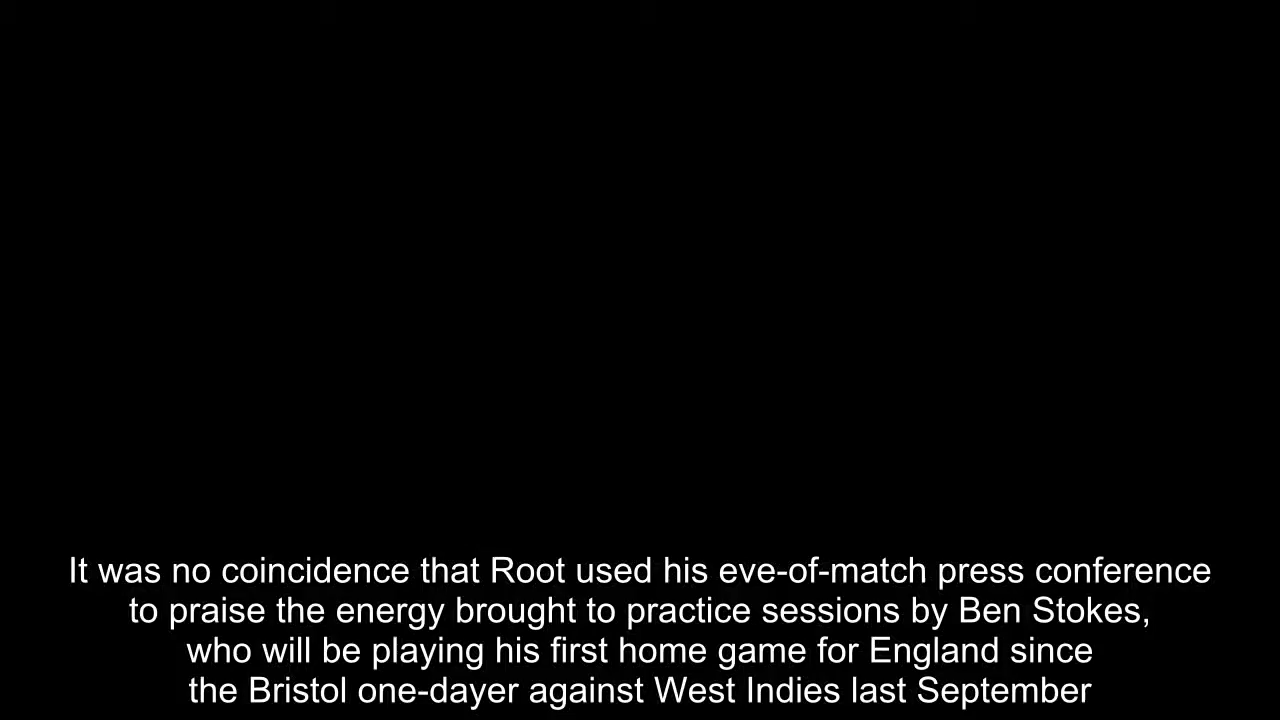 It was no coincidence that Root used his eve-of-match press conference
to praise the energy brought to practice sessions by Ben Stokes,
who will be playing his first home game for England since
the Bristol one-dayer against West Indies last September